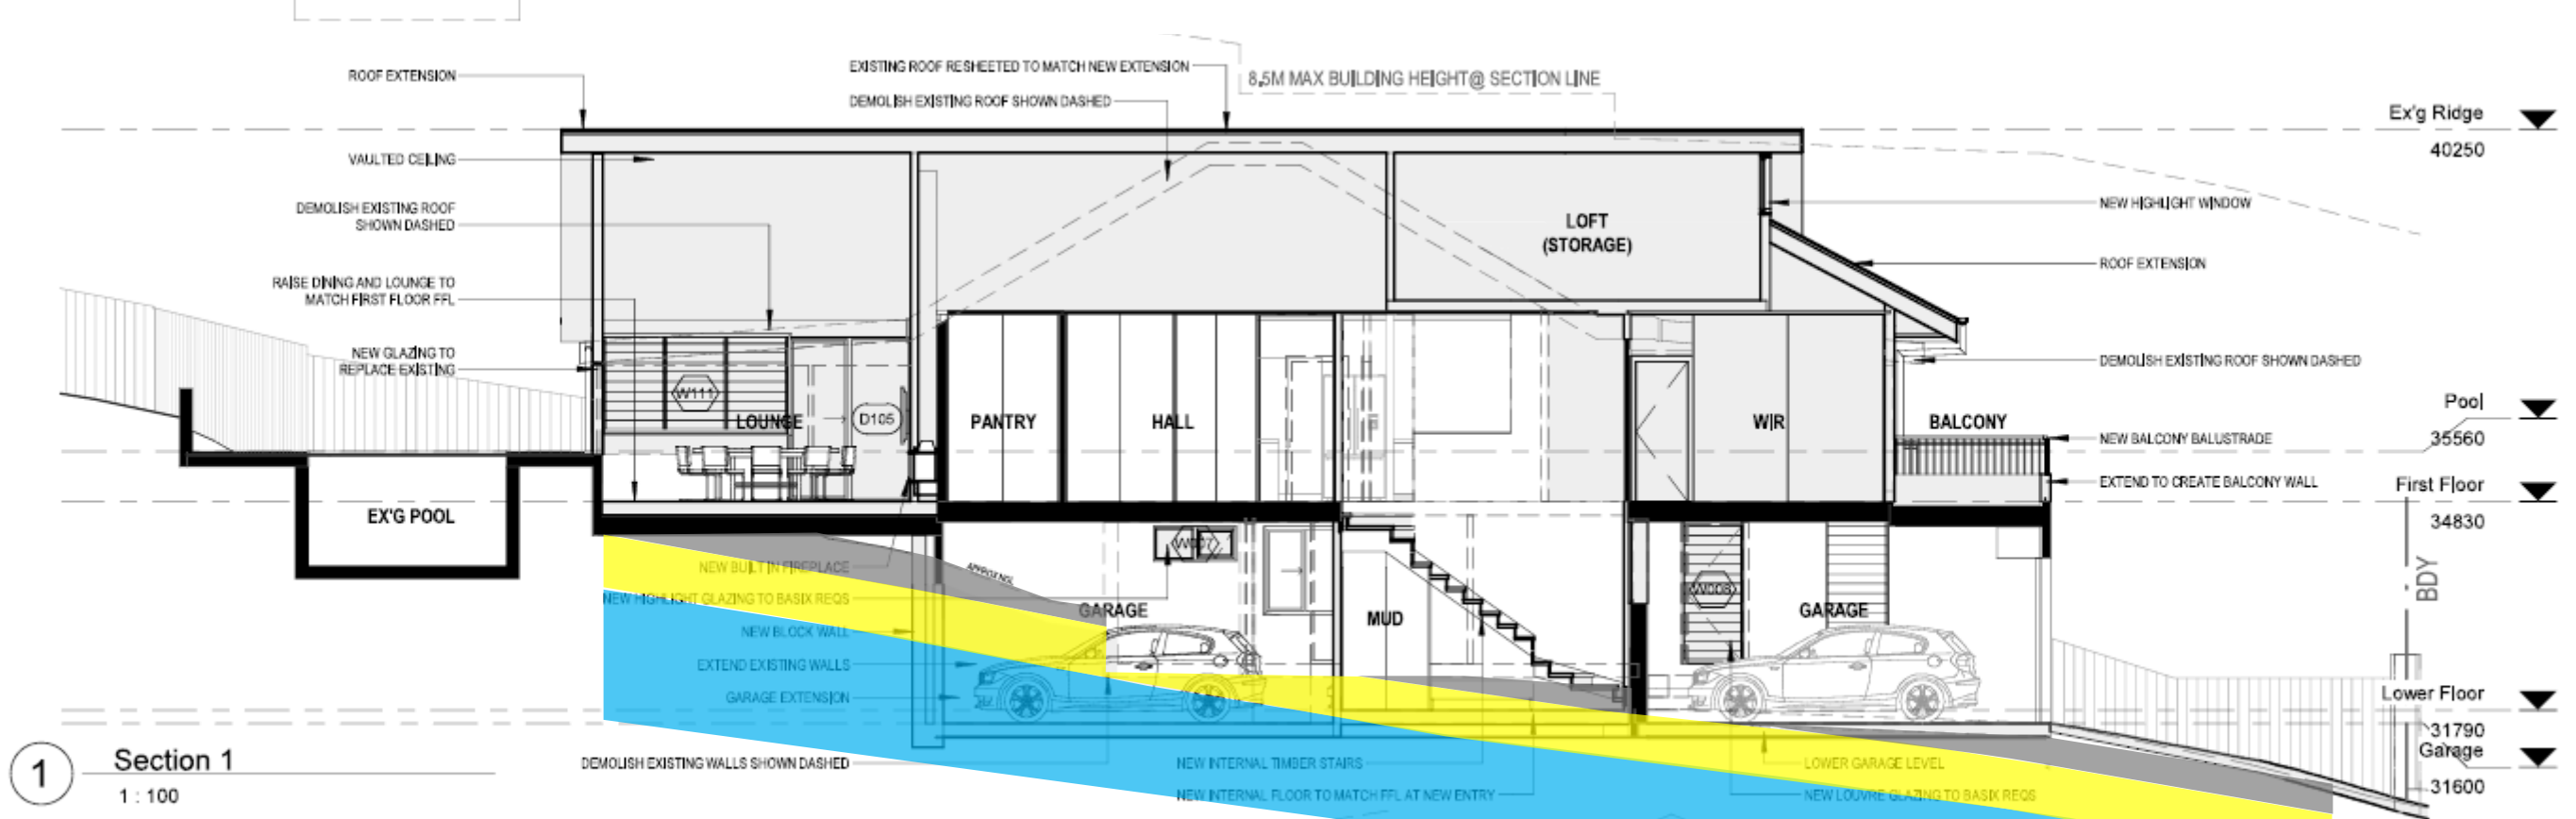 ROOF EXTENSION
EXISTING ROOF RESHEETED TO MATCH NEW EXTENSION
8.5M MAX BUILDING HEIGHT@ SECTION LINE
DEMOLISH EXISTING ROOF SHOWN DASHED
Ex'g Ridge
40250
VAULTED CEILING
DEMOLISH EXISTING ROOF
SHOWN DASHED
NEW HIGHLIGHT WINDOW
LOFT
(STORAGE)
ROOF EXTENSION
RAISE DINING AND LOUNGE TO
MATCH FIRST FLOOR FFL
NEW GLAZING TO
REPLACE EXISTING
DEMOLISH EXISTING ROOF SHOWN DASHED
W111
LOUNGE
D105
PANTRY
HALL
WIR
BALCONY
Pool
35560
NEW BALCONY BALUSTRADE
EXTEND TO CREATE BALCONY WALL
First Floor
34830
EX'G POOL
W007
NEW BUILT IN FIREPLACE
APPROX NGL
NEW HIGHLIGHT GLAZING TO BASIX REQS
GARAGE
MUD
W008
GARAGE
BDY
NEW BLOCK WALL
EXTEND EXISTING WALLS
GARAGE EXTENSION
Lower Floor
31790
Garage
31600
1
Section 1
1 : 100
DEMOLISH EXISTING WALLS SHOWN DASHED
NEW INTERNAL TIMBER STAIRS
NEW INTERNAL FLOOR TO MATCH FFL AT NEW ENTRY
LOWER GARAGE LEVEL
NEW LOUVRE GLAZING TO BASIX REQS